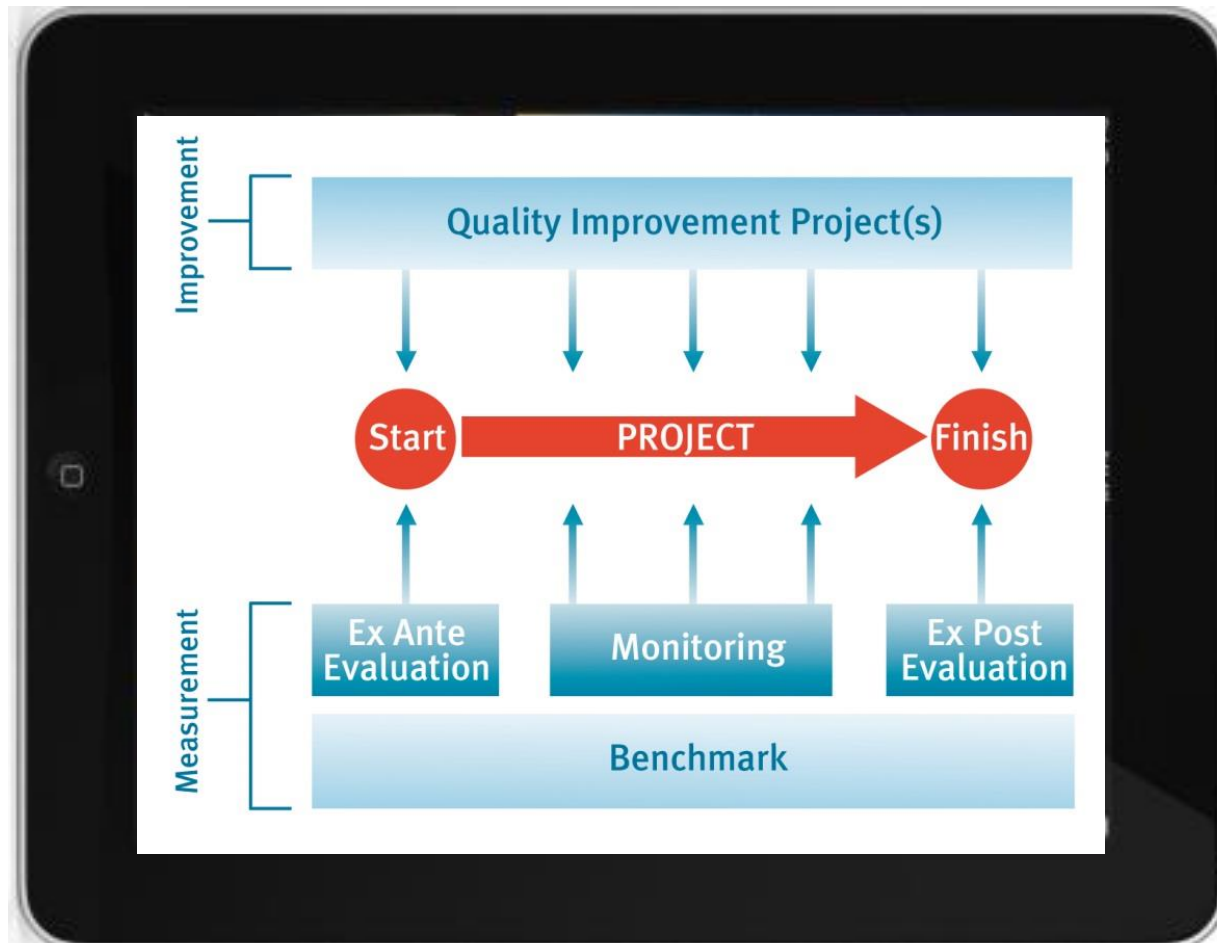 Improvement
Quality Improvement Project(s)
Start
PROJECT
Finish
Measurement
Ex Ante
Evaluation
Monitoring
Ex Post
Evaluation
Benchmark